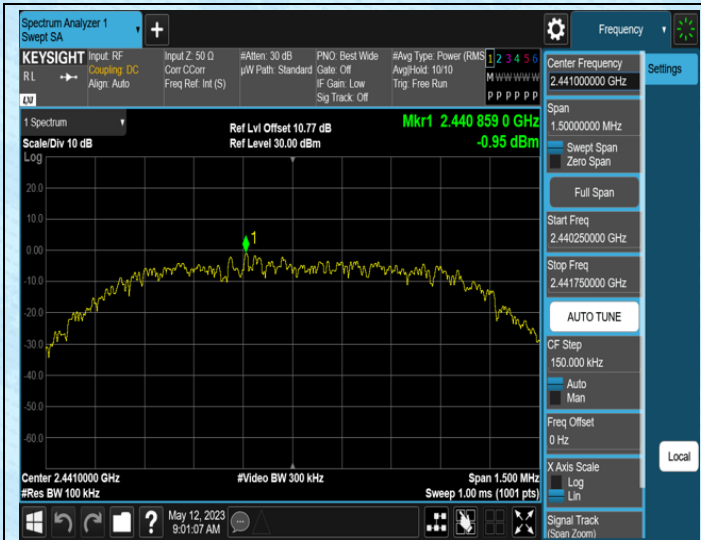 Spectrum Analyzer 1
Swept SA
Frequency
KEYSIGHT
R L
LXI
Input: RF
Coupling: DC
Align: Auto
Input Z: 50 Ω
Corr CCorr
Freq Ref: Int (S)
#Atten: 30 dB
µW Path: Standard
PNO: Best Wide
Gate: Off
IF Gain: Low
Sig Track: Off
#Avg Type: Power (RMS
Avg|Hold: 10/10
Trig: Free Run
1 2 3 4 5 6
M W W W W W
P P P P P P
1 Spectrum
Scale/Div 10 dB
Log
Ref Lvl Offset 10.77 dB
Ref Level 30.00 dBm
Mkr1 2.440 859 0 GHz
-0.95 dBm
20.0
10.0
0.00
-10.0
-20.0
-30.0
-40.0
-50.0
-60.0
1
Center 2.4410000 GHz
#Res BW 100 kHz
#Video BW 300 kHz
Span 1.500 MHz
Sweep 1.00 ms (1001 pts)
May 12, 2023
9:01:07 AM
?
Center Frequency
2.441000000 GHz
Span
1.50000000 MHz
Swept Span
Zero Span
Full Span
Start Freq
2.440250000 GHz
Stop Freq
2.441750000 GHz
AUTO TUNE
CF Step
150.000 kHz
Auto
Man
Freq Offset
0 Hz
X Axis Scale
Log
Lin
Signal Track
(Span Zoom)
Settings
Local